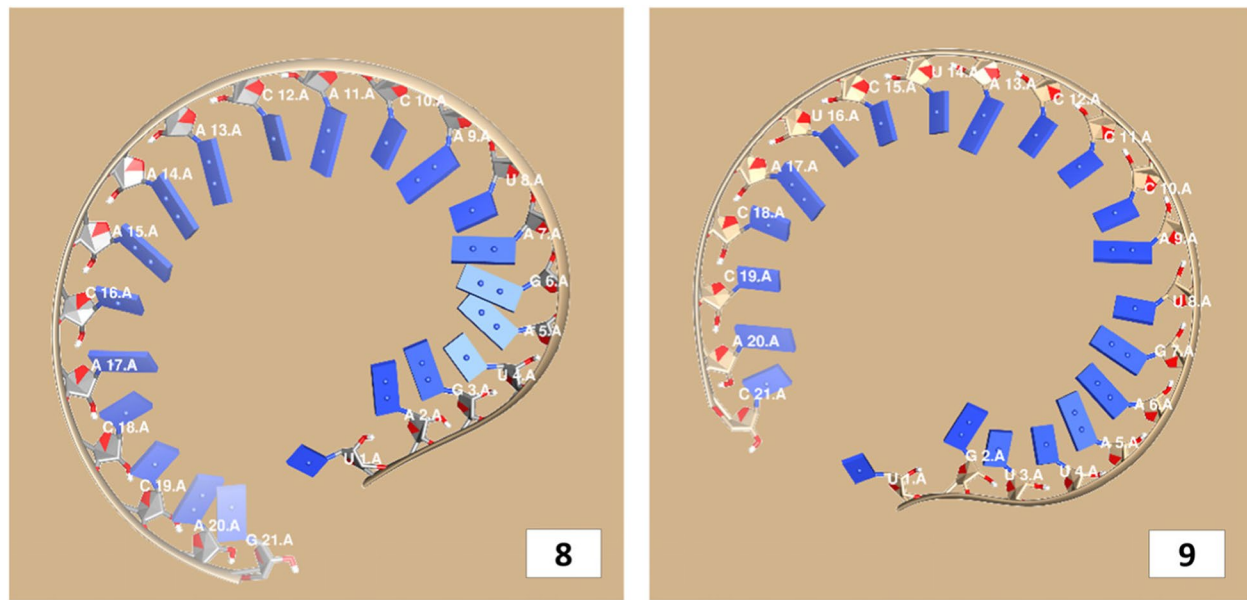 A 11.A
C 12.A
C 10.A
A 13.A
A 9.A
A 14.A
U 8.A
A 15.A
A 7.A
C 16.A
G 6.A
A 5.A
A 17.A
U 4.A
G 3.A
A 2.A
C 18.A
U 1.A
C 19.A
A 20.A
G 21.A
8
U 14.A
A 13.A
C 15.A
C 12.A
U 16.A
C 11.A
A 17.A
C 10.A
C 18.A
A 9.A
C 19.A
U 8.A
A 20.A
G 7.A
C 21.A
A 6.A
A 5.A
G 2.A
U 4.A
U 3.A
U 1.A
9